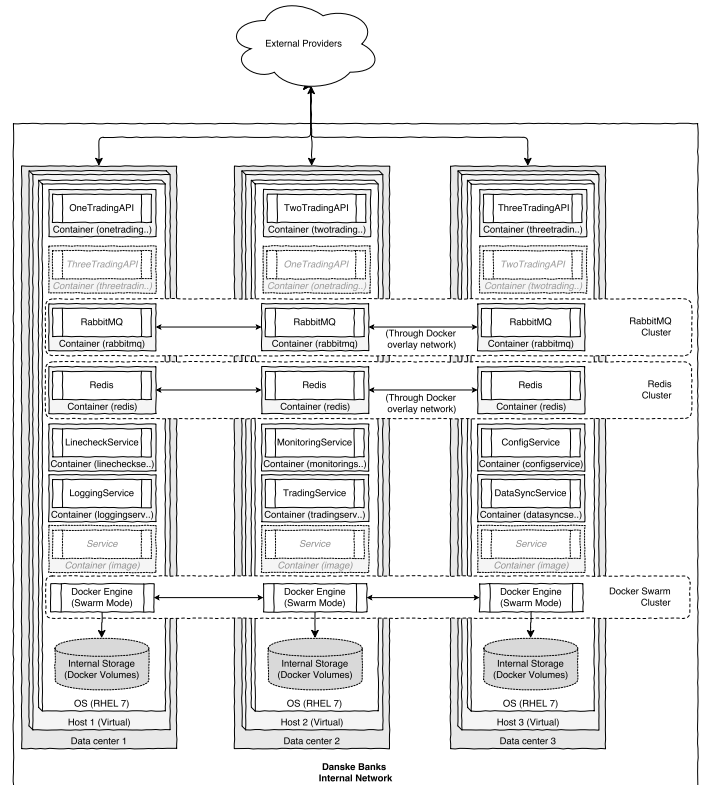 External Providers
OneTradingAPI
Container (onetrading..)
TwoTradingAPI
Container (twotrading..)
ThreeTradingAPI
Container (threetradin..)
ThreeTradingAPI
Container (threetradin..)
OneTradingAPI
Container (onetrading..)
TwoTradingAPI
Container (twotrading..)
RabbitMQ
Container (rabbitmq)
RabbitMQ
Container (rabbitmq)
(Through Docker
overlay network)
RabbitMQ
Container (rabbitmq)
RabbitMQ
Cluster
Redis
Container (redis)
Redis
Container (redis)
(Through Docker
overlay network)
Redis
Container (redis)
Redis
Cluster
LinecheckService
Container (linecheckse..)
MonitoringService
Container (monitorings..)
ConfigService
Container (configservice)
LoggingService
Container (loggingserv..)
TradingService
Container (tradingserv..)
DataSyncService
Container (datasyncse..)
Service
Container (image)
Service
Container (image)
Service
Container (image)
Docker Engine
(Swarm Mode)
Docker Engine
(Swarm Mode)
Docker Engine
(Swarm Mode)
Docker Swarm
Cluster
Internal Storage
(Docker Volumes)
Internal Storage
(Docker Volumes)
Internal Storage
(Docker Volumes)
OS (RHEL 7)
OS (RHEL 7)
OS (RHEL 7)
Host 1 (Virtual)
Host 2 (Virtual)
Host 3 (Virtual)
Data center 1
Data center 2
Data center 3
Danske Banks
Internal Network